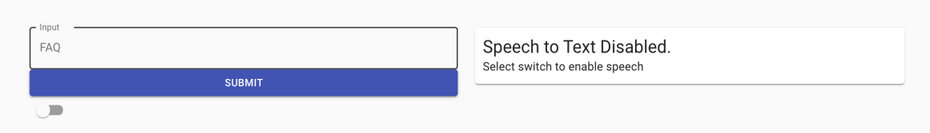 Input
FAQ
SUBMIT
Speech to Text Disabled.
Select switch to enable speech